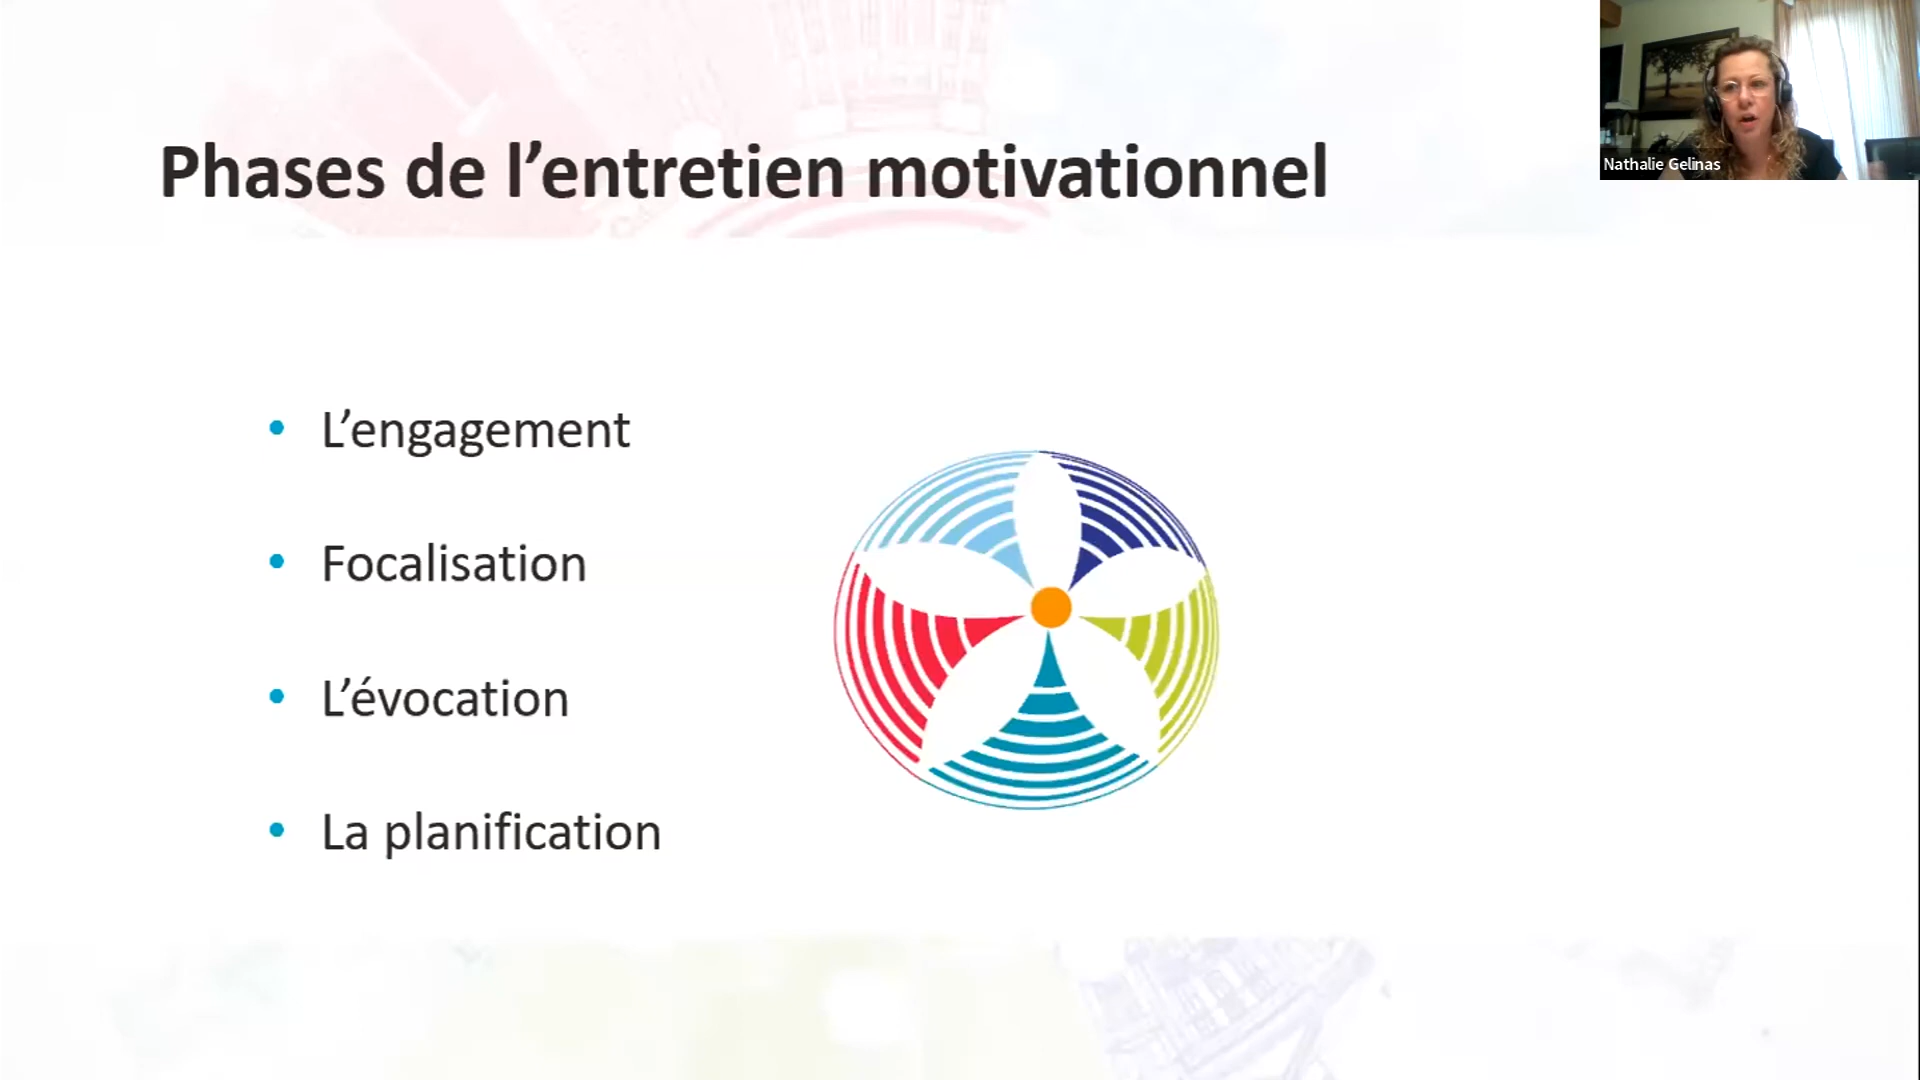 Phases de l’entretien motivationnel
Nathalie Gelinas
• L’engagement
• Focalisation
• L’évocation
• La planification